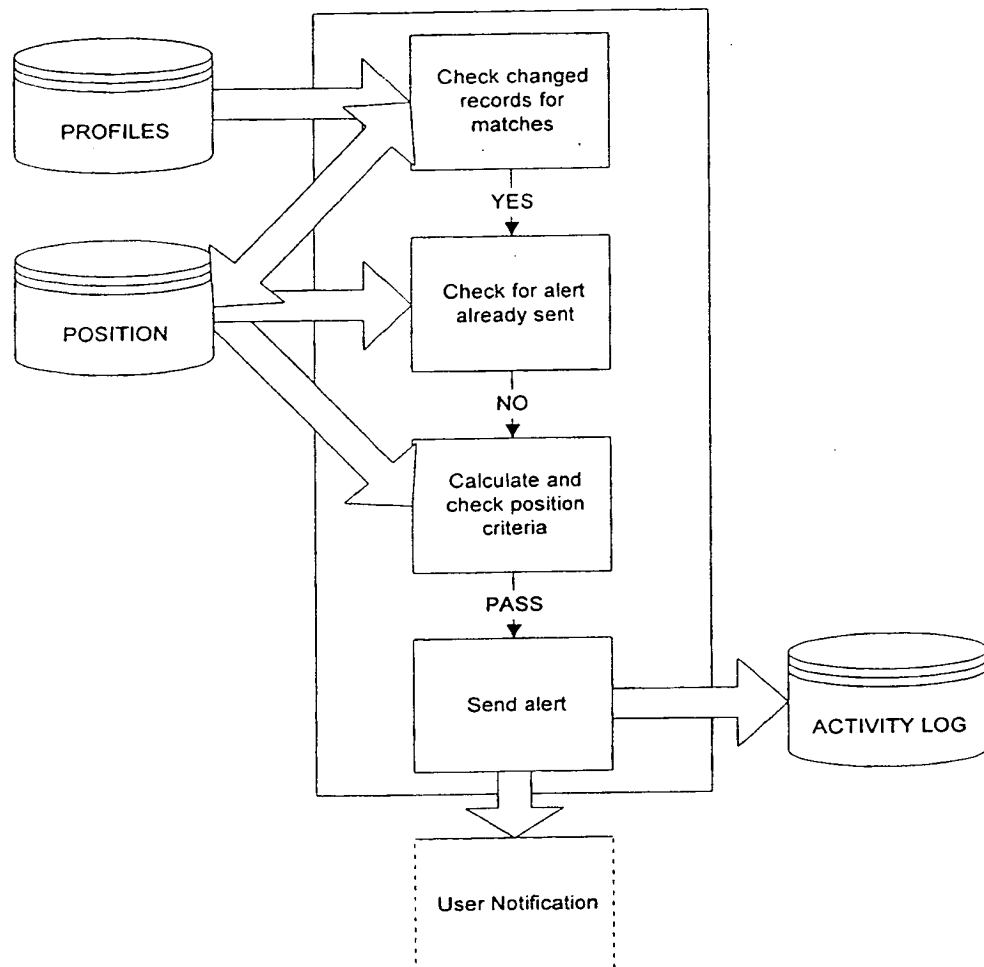 Check changed
records for
matches
PROFILES
YES
Check for alert
already sent
POSITION
NO
Calculate and
check position
criteria
PASS
Send alert
ACTIVITY LOG
User Notification